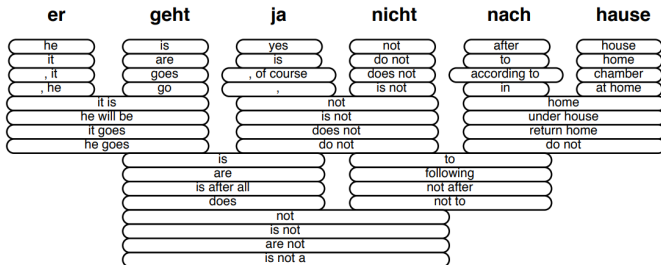 er geht ja nicht nach hause
he is yes not after house
it are is do not to home
, it goes , of course does not according to chamber
, he go , is not in at home
it is not home
he will be is not under house
it goes does not return home
he goes do not do not
is to
are following
is after all not after
does not to
not
is not
are not
is not a